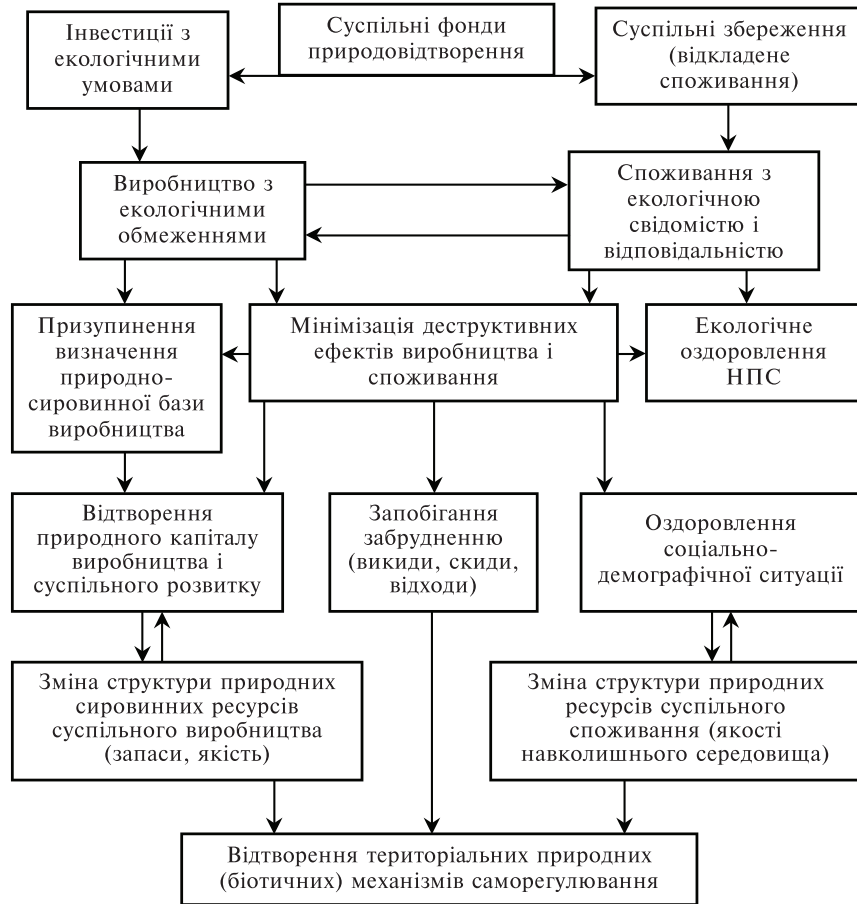 Інвестиції з
екологічними
умовами
Суспільні фонди
природовідтворення
Суспільні збереження
(відкладене
споживання)
Виробництво з
екологічними
обмеженнями
Споживання з
екологічною
свідомістю і
відповідальністю
Призупинення
визначення
природно-
сировинної бази
виробництва
Мінімізація деструктивних
ефектів виробництва і
споживання
Екологічне
оздоровлення
НПС
Відтворення
природного капіталу
виробництва і
суспільного розвитку
Запобігання
забрудненню
(викиди, скиди,
відходи)
Оздоровлення
соціально-
демографічної ситуації
Зміна структури природних
сировинних ресурсів
суспільного виробництва
(запаси, якість)
Зміна структури природних
ресурсів суспільного
споживання (якості
навколишнього середовища)
Відтворення територіальних природних
(біотичних) механізмів саморегулювання